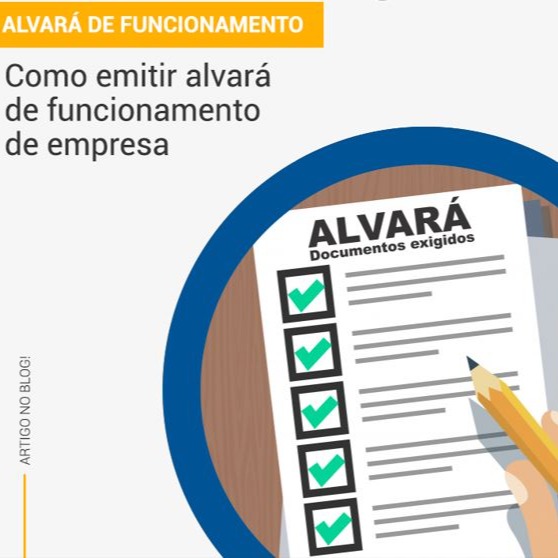 ALVARÁ DE FUNCIONAMENTO
Como emitir alvará
de funcionamento
de empresa
ALVARÁ
Documentos exigidos
ARTIGO NO BLOG!